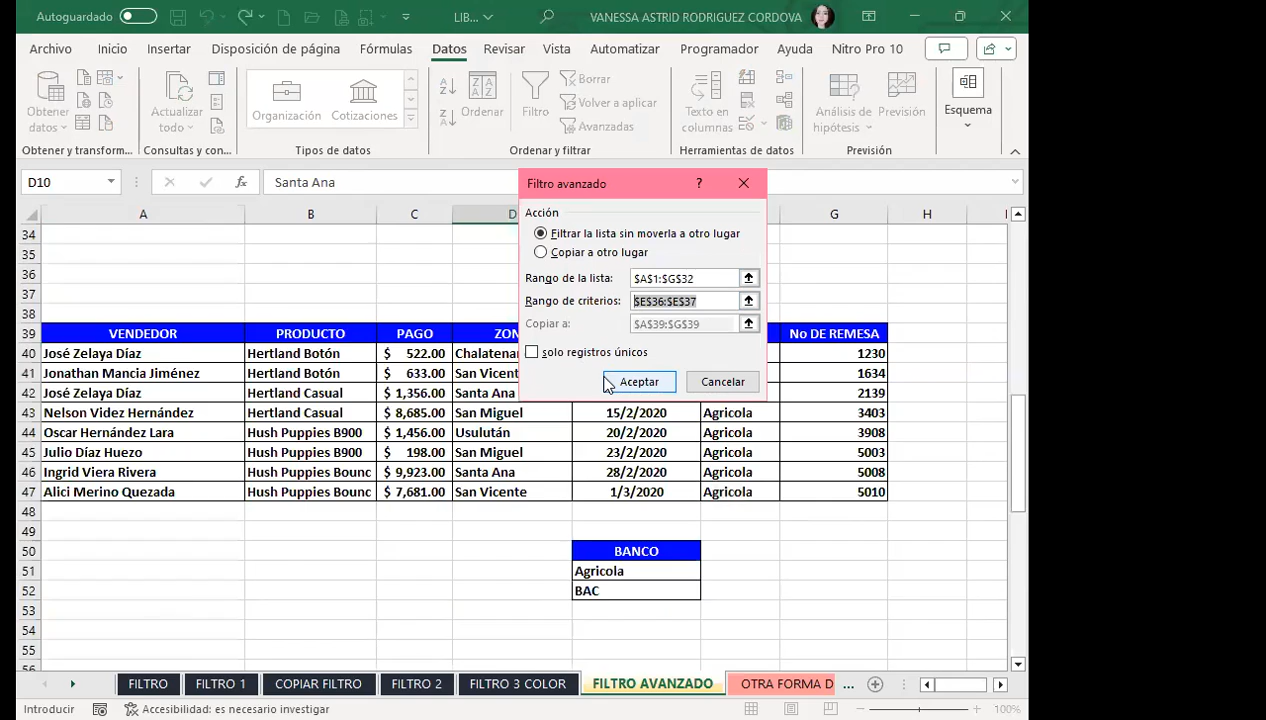 Autoguardado LIB... VANESSA ASTRID RODRIGUEZ CORDOVA
Archivo Inicio Insertar Disposición de página Fórmulas Datos Revisar Vista Automatizar Programador Ayuda Nitro Pro 10
Obtener datos
Actualizar todo
Organización Cotizaciones
Ordenar
Filtro
Borrar
Volver a aplicar
Avanzadas
Texto en columnas
Análisis de hipótesis
Previsión
Esquema
Obtener y transform... Consultas y con... Tipos de datos Ordenar y filtrar Herramientas de datos Previsión
D10 fx Santa Ana
A B C D G H I
Filtro avanzado ?
Acción
Filtrar la lista sin moverla a otro lugar
Copiar a otro lugar
Rango de la lista: $A$1:$G$32
Rango de criterios: $E$36:$E$37
Copiar a: $A$39:$G$39
Solo registros únicos
Aceptar Cancelar
34
35
36
37
38
39 VENDEDOR PRODUCTO PAGO No DE REMESA
40 José Zelaya Díaz Hertland Botón $ 522.00 1230
41 Jonathan Mancia Jiménez Hertland Botón $ 633.00 San Vicente 1634
42 José Zelaya Díaz Hertland Casual $ 1,356.00 Santa Ana 2139
43 Nelson Videz Hernández Hertland Casual $ 8,685.00 San Miguel 15/2/2020 Agricola 3403
44 Oscar Hernández Lara Hush Puppies B900 $ 1,456.00 Usulután 20/2/2020 Agricola 3908
45 Julio Díaz Huezo Hush Puppies B900 $ 198.00 San Miguel 23/2/2020 Agricola 5003
46 Ingrid Viera Rivera Hush Puppies Bounc $ 9,923.00 Santa Ana 28/2/2020 Agricola 5008
47 Alici Merino Quezada Hush Puppies Bounc $ 7,681.00 San Vicente 1/3/2020 Agricola 5010
48
49
50 BANCO
51 Agricola
52 BAC
53
54
55
FILTRO FILTRO 1 COPIAR FILTRO FILTRO 2 FILTRO 3 COLOR FILTRO AVANZADO OTRA FORMA D ...
Introducir Accesibilidad: es necesario investigar 100%